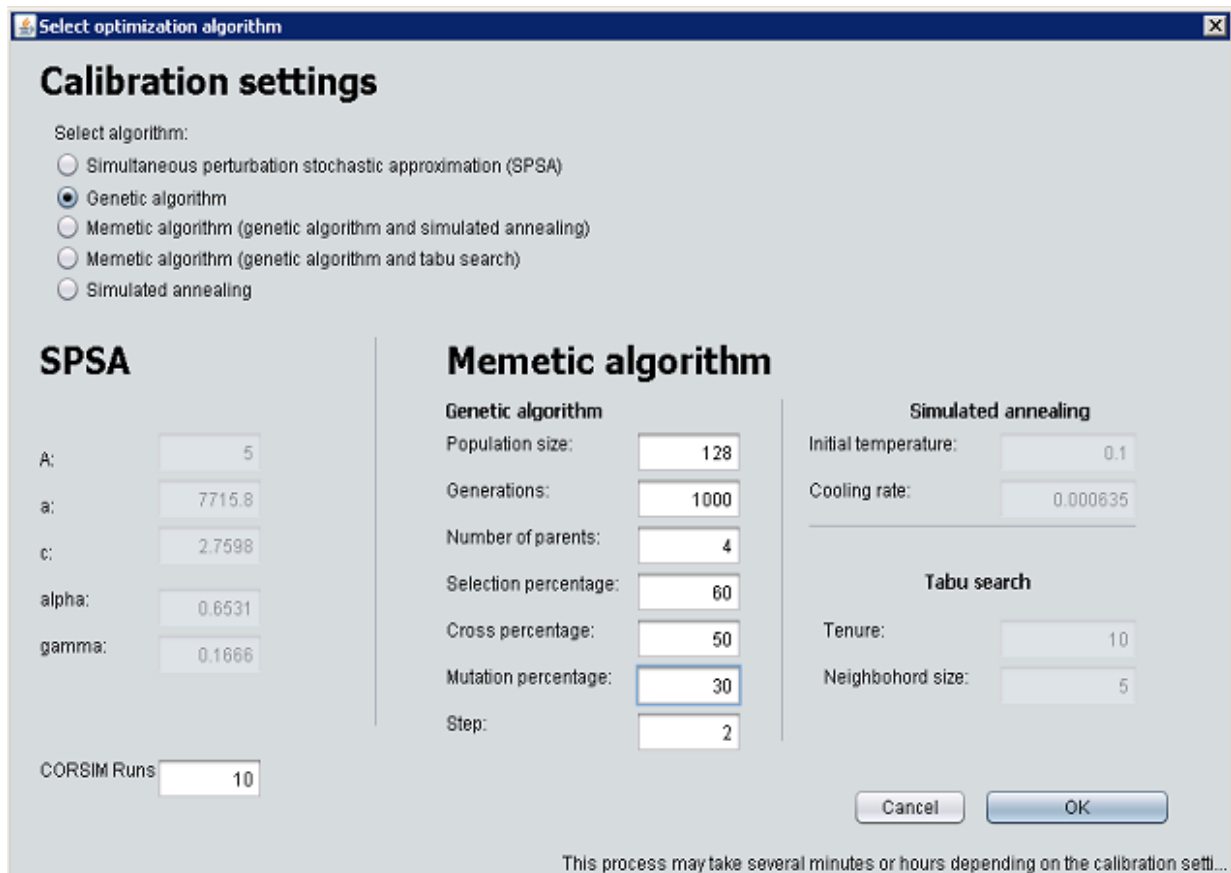 Select optimization algorithm
Calibration settings
Select algorithm:
Simultaneous perturbation stochastic approximation (SPSA)
Genetic algorithm
Memetic algorithm (genetic algorithm and simulated annealing)
Memetic algorithm (genetic algorithm and tabu search)
Simulated annealing
SPSA
A: 5
a: 7715.8
c: 2.7598
alpha: 0.6531
gamma: 0.1666
CORSIM Runs 10
Memetic algorithm
Genetic algorithm
Population size: 128
Generations: 1000
Number of parents: 4
Selection percentage: 60
Cross percentage: 50
Mutation percentage: 30
Step: 2
Simulated annealing
Initial temperature: 0.1
Cooling rate: 0.000635
Tabu search
Tenure: 10
Neighbohord size: 5
Cancel OK
This process may take several minutes or hours depending on the calibration setti...